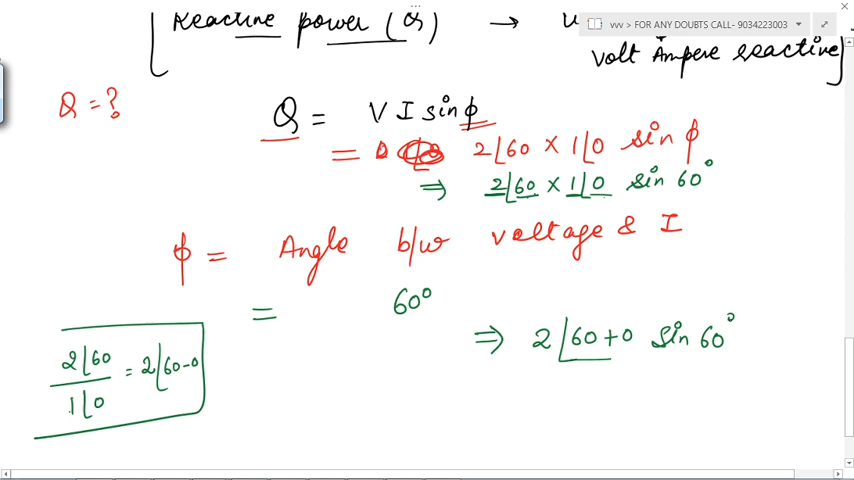 Reactive power (Q) →
vvv > FOR ANY DOUBTS CALL- 9034223003
volt Ampere reactive
Q = ?
Q = V I sinϕ
= 2∠60 × 1∠0 sin ϕ
⇒ 2∠60 × 1∠0 sin 60°
ϕ = Angle b/w voltage & I
= 60°
⇒ 2∠60+0 sin 60°
2∠60 / 1∠0 = 2∠60-0